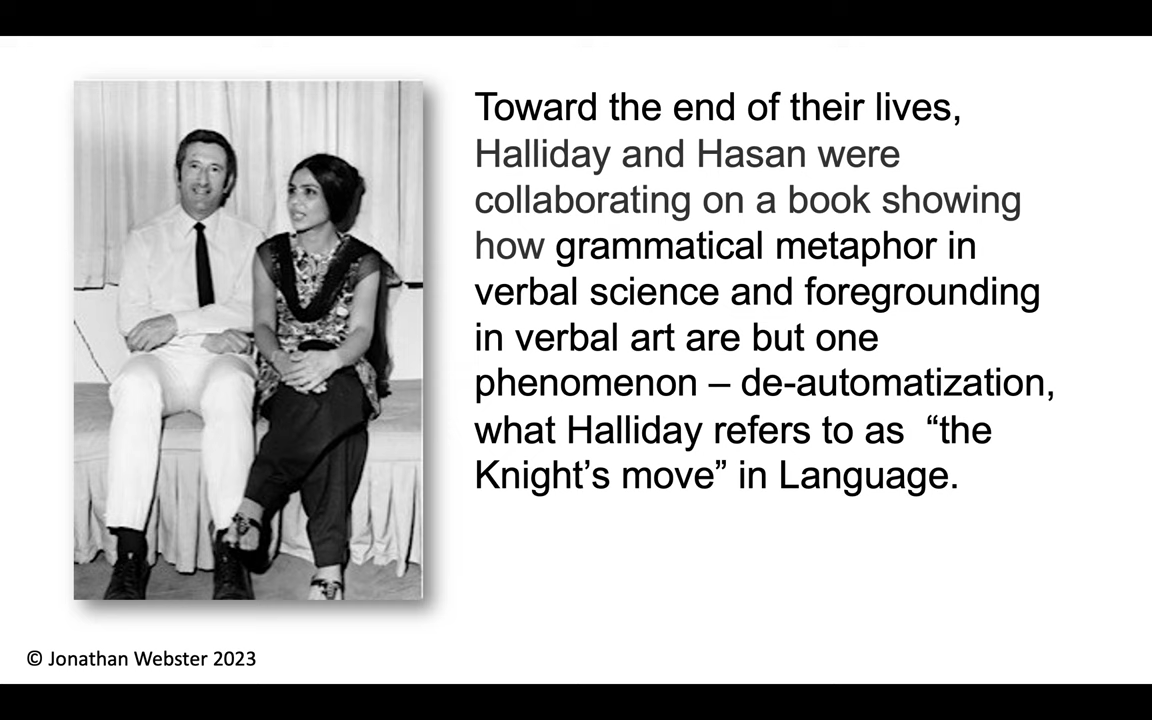 Toward the end of their lives,
Halliday and Hasan were
collaborating on a book showing
how grammatical metaphor in
verbal science and foregrounding
in verbal art are but one
phenomenon – de-automatization,
what Halliday refers to as “the
Knight’s move” in Language.
© Jonathan Webster 2023